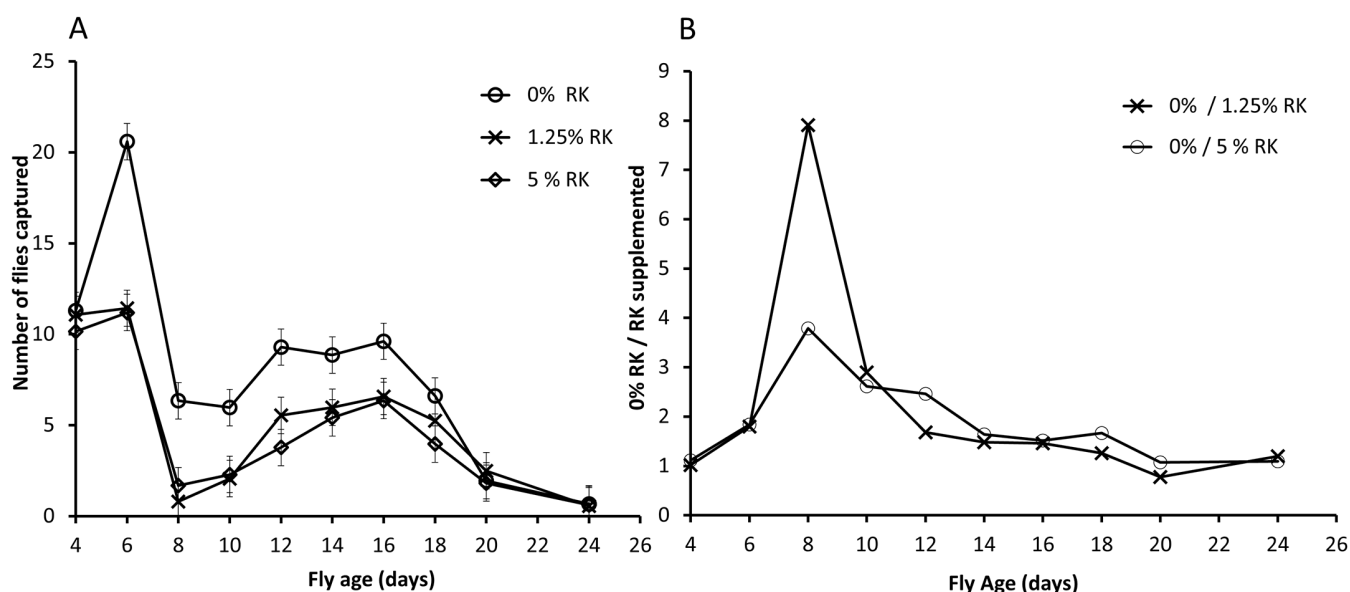 A
Number of flies captured
25
20
15
10
5
0
4 6 8 10 12 14 16 18 20 22 24 26
Fly age (days)
0% RK
1.25% RK
5 % RK
B
0% RK / RK supplemented
9
8
7
6
5
4
3
2
1
0
4 6 8 10 12 14 16 18 20 22 24 26
Fly Age (days)
0% / 1.25% RK
0% / 5 % RK